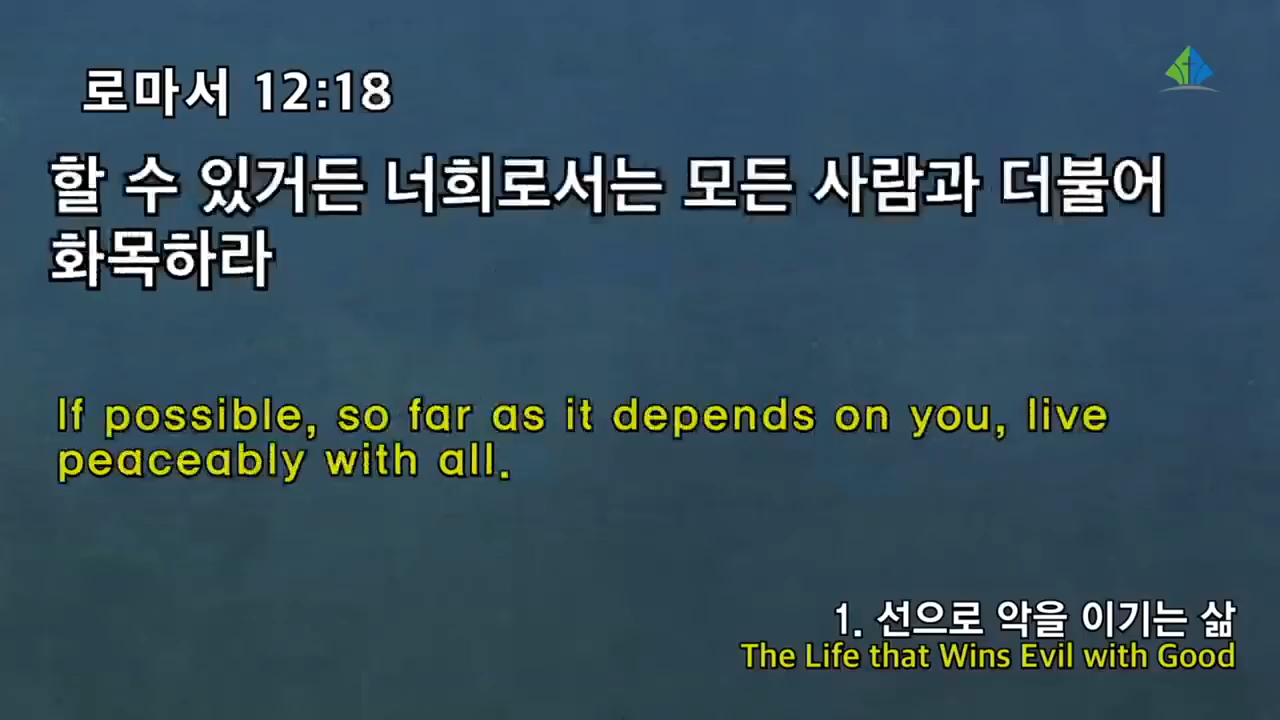 로마서 12:18
할 수 있거든 너희로서는 모든 사람과 더불어
화목하라
If possible, so far as it depends on you, live
peaceably with all.
1. 선으로 악을 이기는 삶
The Life that Wins Evil with Good